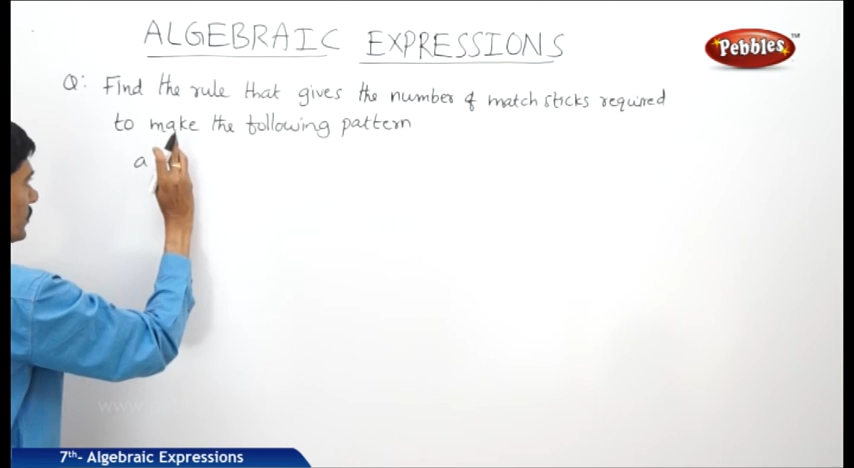 ALGEBRAIC EXPRESSIONS
Pebbles™
Q: Find the rule that gives the number of match sticks required
to make the following pattern
a
7th- Algebraic Expressions